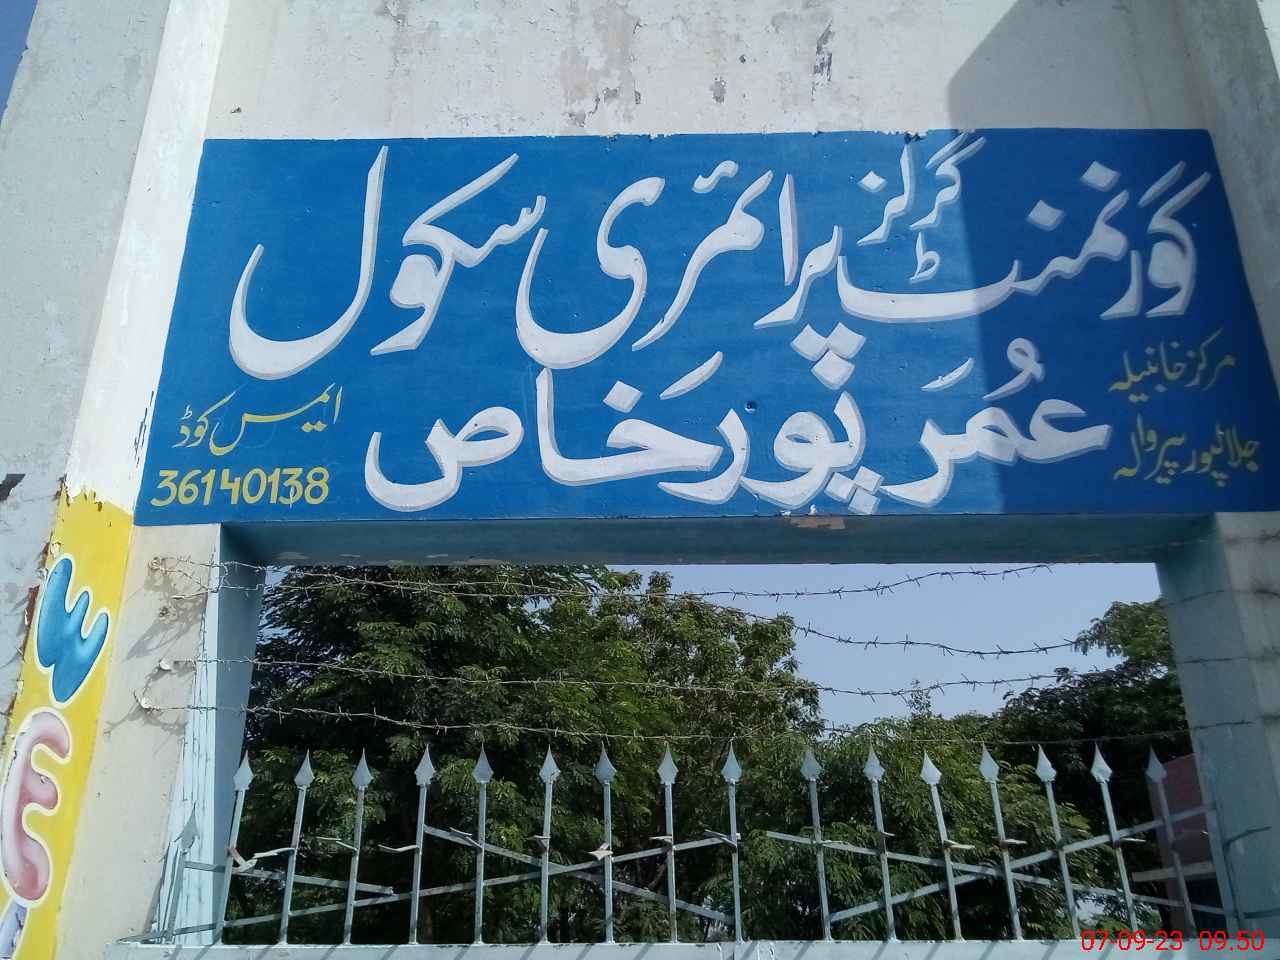 گورنمنٹ گرلز پرائمری سکول
مرکز خانبیلہ
جلالپور پیروالہ
عمر پور خاص
ایمس کوڈ
36140138
07-09-23 09.50